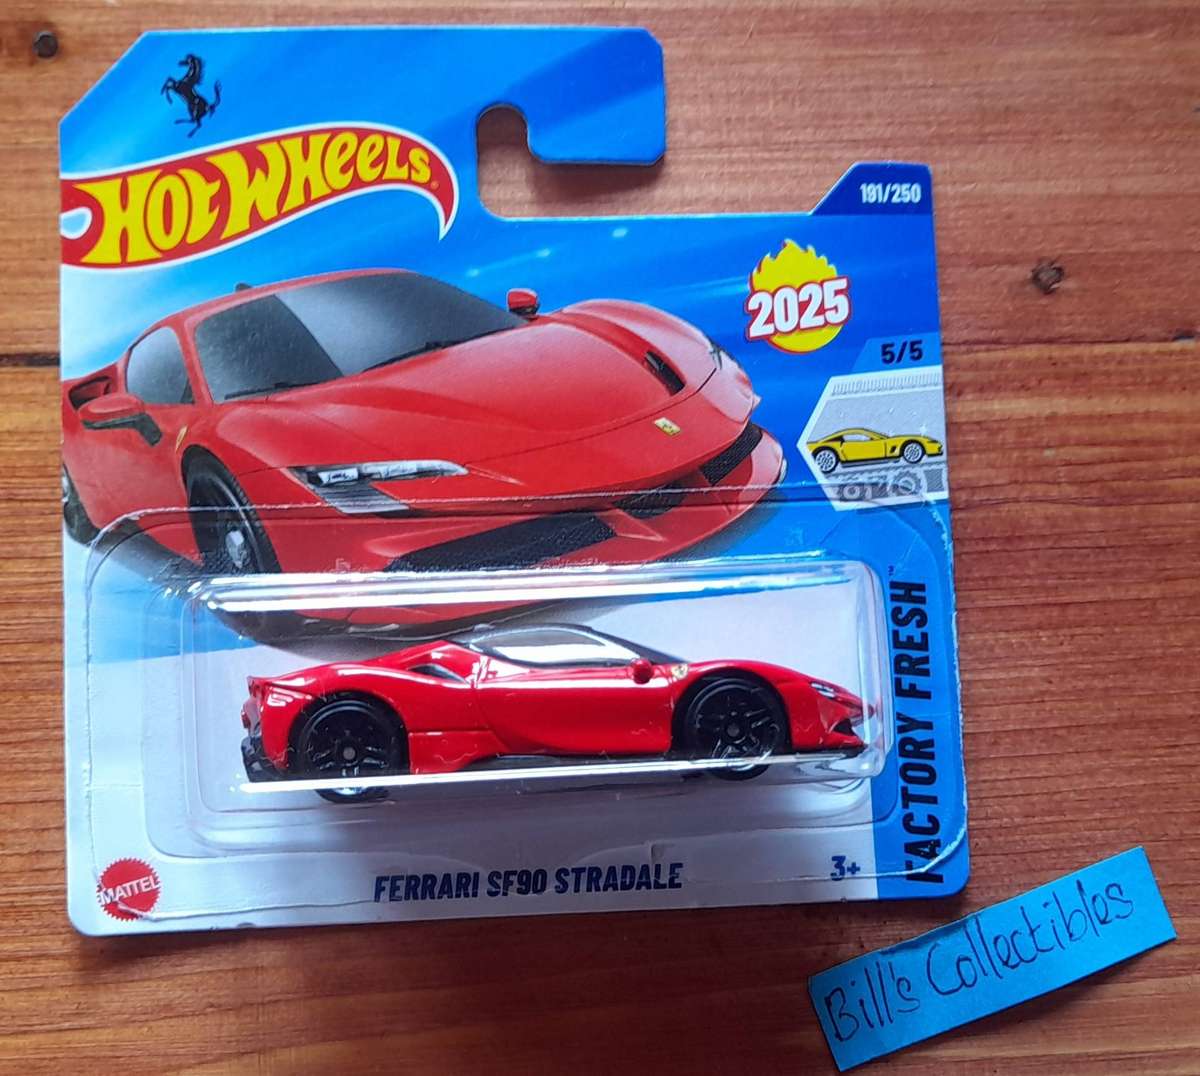 HOT WHEELS
191/250
2025
5/5
FACTORY FRESH
MATTEL
FERRARI SF90 STRADALE
3+
Bill's Collectibles